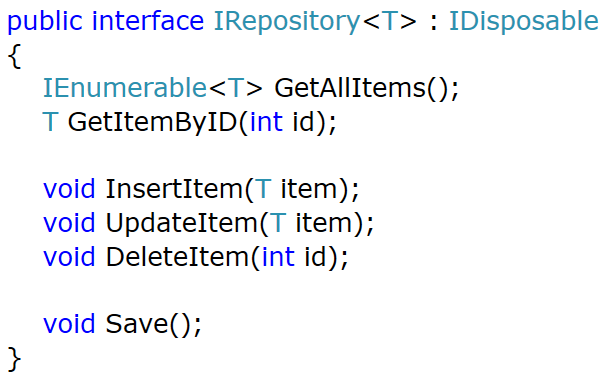 public interface IRepository<T> : IDisposable
{
IEnumerable<T> GetAllItems();
T GetItemByID(int id);
void InsertItem(T item);
void UpdateItem(T item);
void DeleteItem(int id);
void Save();
}